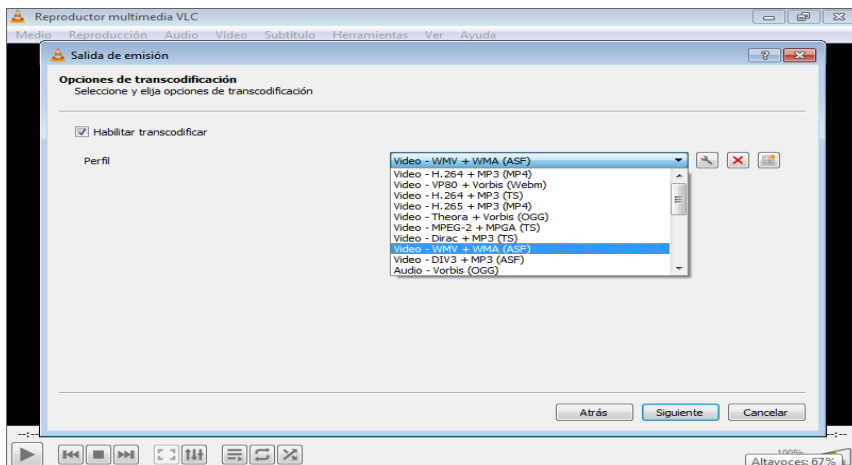 Reproductor multimedia VLC
Medio Reproducción Audio Vídeo Subtítulo Herramientas Ver Ayuda
Salida de emisión
Opciones de transcodificación
Seleccione y elija opciones de transcodificación
Habilitar transcodificar
Perfil
Video - WMV + WMA (ASF)
Video - H.264 + MP3 (MP4)
Video - VP80 + Vorbis (Webm)
Video - H.264 + MP3 (TS)
Video - H.265 + MP3 (MP4)
Video - Theora + Vorbis (OGG)
Video - MPEG-2 + MPGA (TS)
Video - Dirac + MP3 (TS)
Video - WMV + WMA (ASF)
Video - DIV3 + MP3 (ASF)
Audio - Vorbis (OGG)
Atrás Siguiente Cancelar
--:-- --:--
100%
Altavoces: 67%